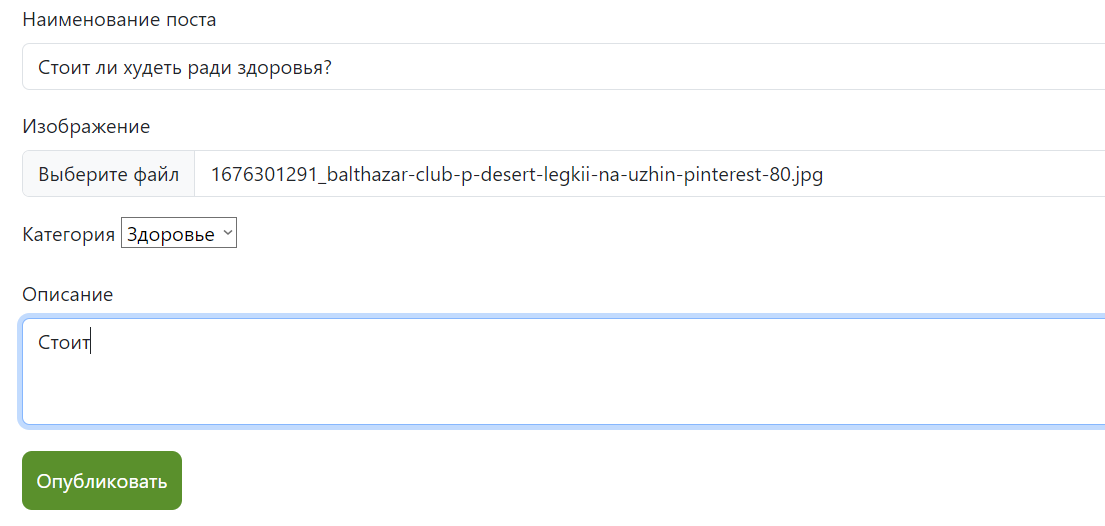 Наименование поста
Стоит ли худеть ради здоровья?
Изображение
Выберите файл 1676301291_balthazar-club-p-desert-legkii-na-uzhin-pinterest-80.jpg
Категория Здоровье
Описание
Стоит
Опубликовать